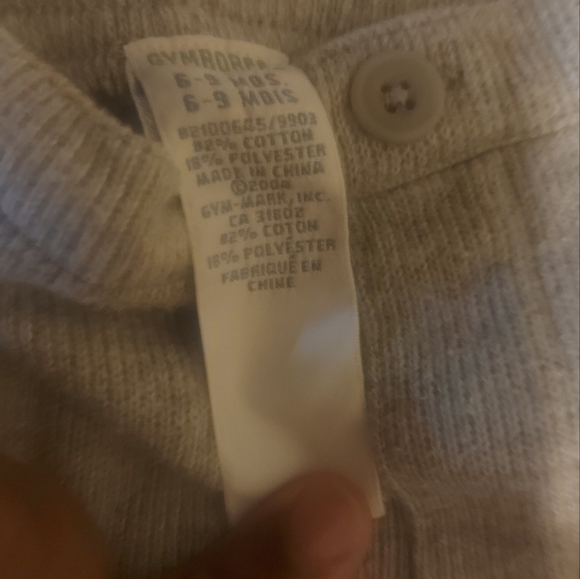 GYMBOREE
6-9 MOS.
6-9 MOIS
82100645/9903
82% COTTON
18% POLYESTER
MADE IN CHINA
©2004
GYM-MARK, INC.
CA 31802
82% COTON
18% POLYESTER
FABRIQUÉ EN
CHINE